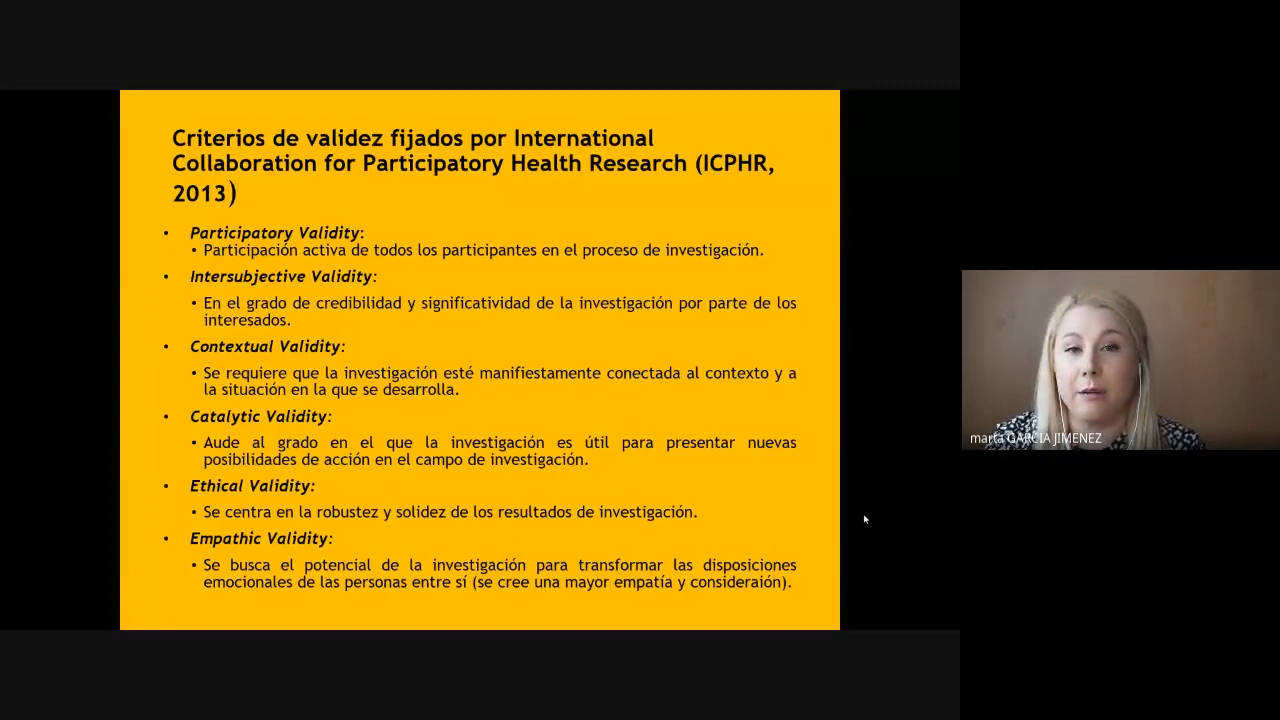 Criterios de validez fijados por International
Collaboration for Participatory Health Research (ICPHR,
2013)
• Participatory Validity:
• Participación activa de todos los participantes en el proceso de investigación.
• Intersubjective Validity:
• En el grado de credibilidad y significatividad de la investigación por parte de los
interesados.
• Contextual Validity:
• Se requiere que la investigación esté manifiestamente conectada al contexto y a
la situación en la que se desarrolla.
• Catalytic Validity:
• Aude al grado en el que la investigación es útil para presentar nuevas
posibilidades de acción en el campo de investigación.
• Ethical Validity:
• Se centra en la robustez y solidez de los resultados de investigación.
• Empathic Validity:
• Se busca el potencial de la investigación para transformar las disposiciones
emocionales de las personas entre sí (se cree una mayor empatía y consideraión).
marta GARCIA JIMENEZ